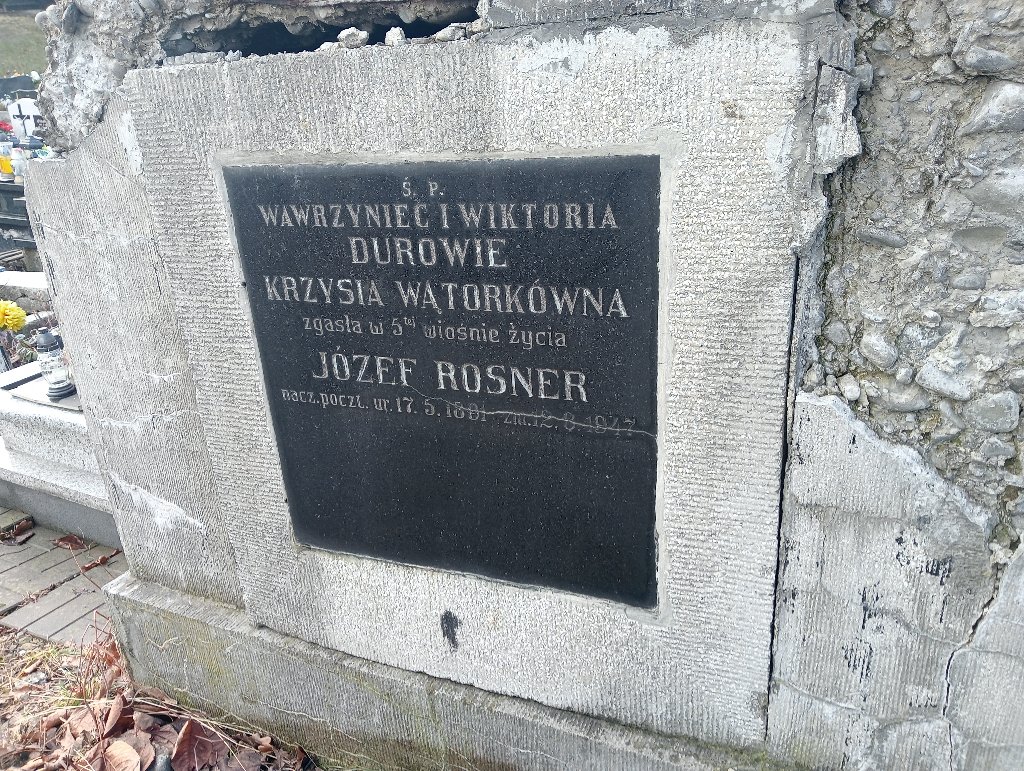 Ś. P.
WAWRZYNIEC I WIKTORIA
DUROWIE
KRZYSIA WĄTORKÓWNA
zgasła w 5tej wiośnie życia
JÓZEF ROSNER
nacz. poczt. ur. 17. 5. 1881 - zm. 12. 8. 1947